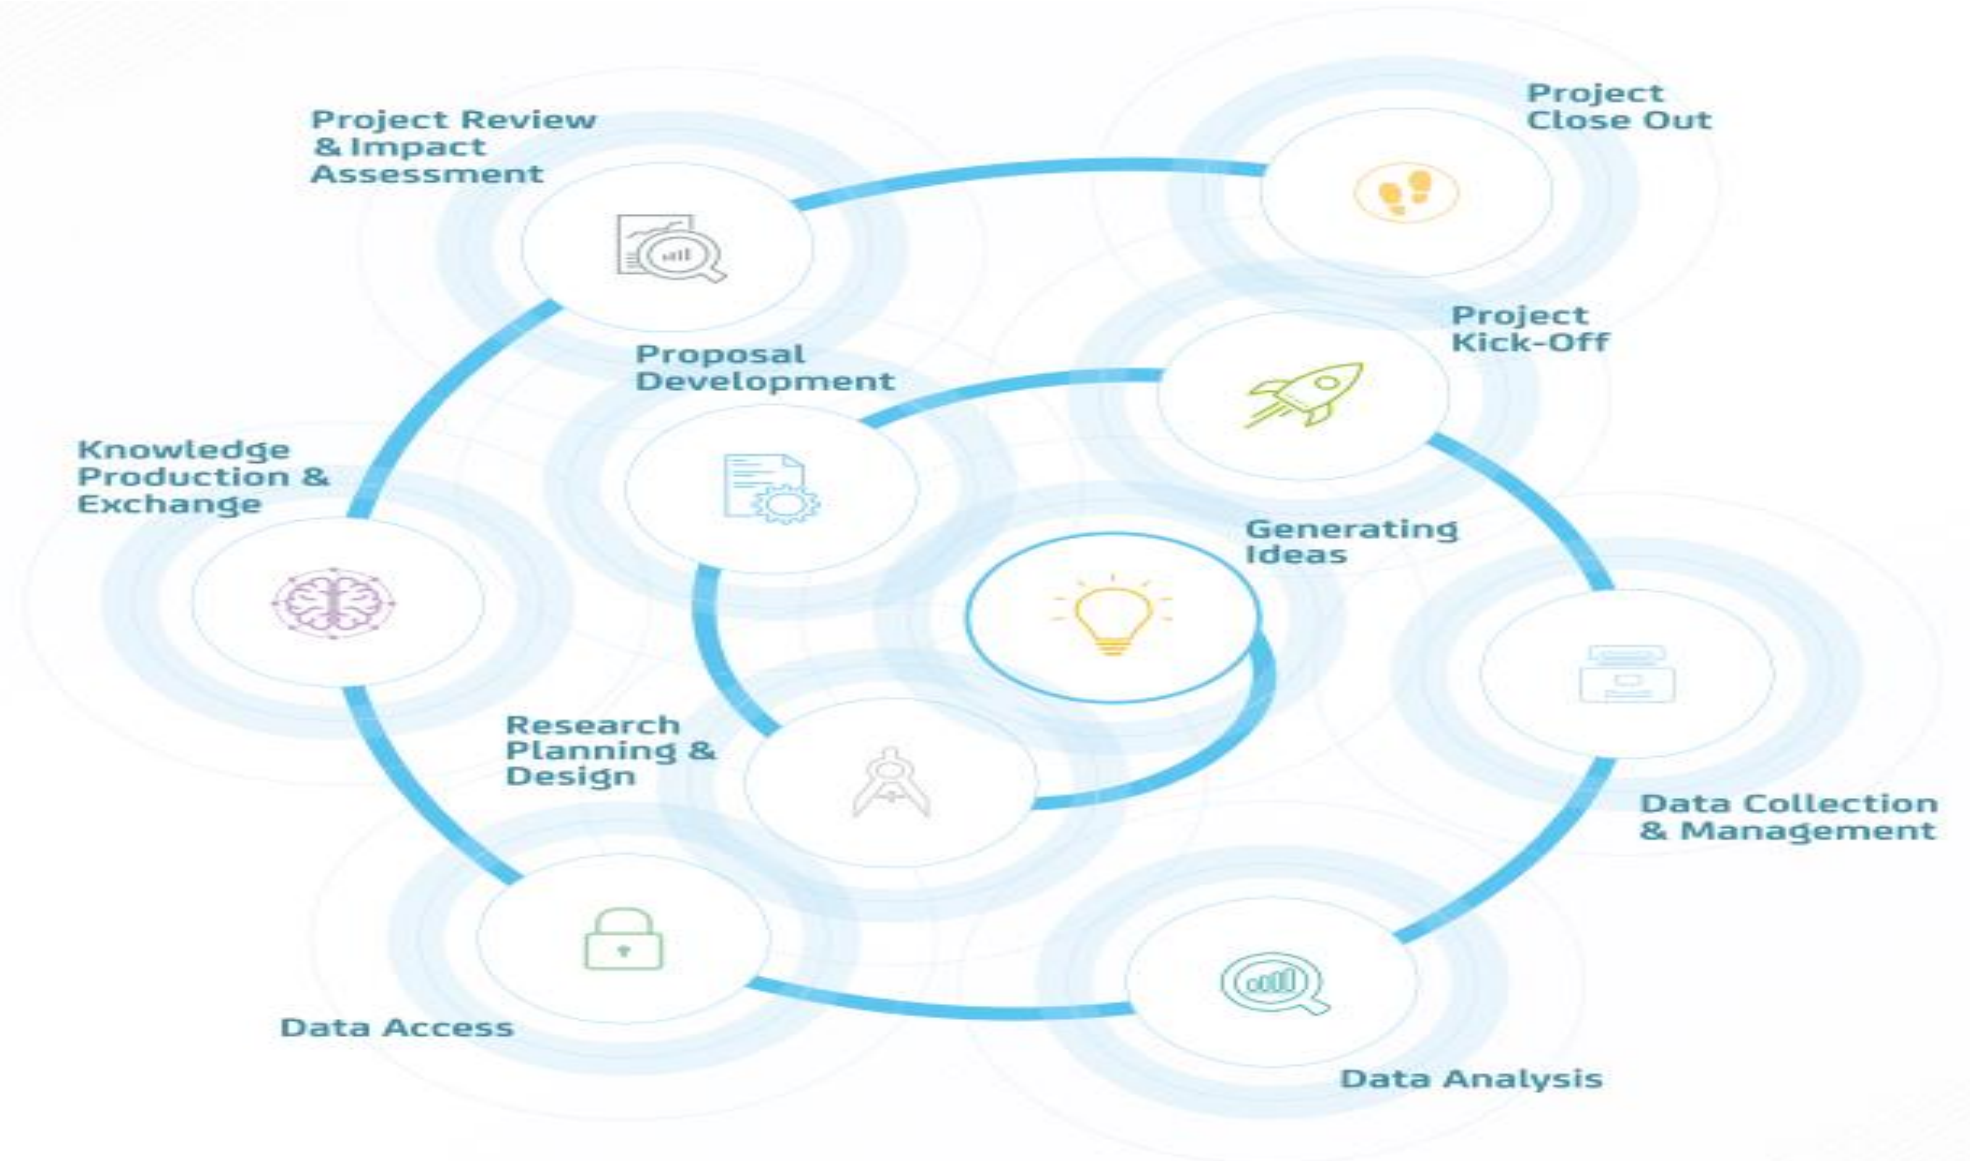 Project Review
& Impact
Assessment
Project
Close Out
Project
Kick-Off
Proposal
Development
Knowledge
Production &
Exchange
Generating
Ideas
Research
Planning &
Design
Data Collection
& Management
Data Access
Data Analysis